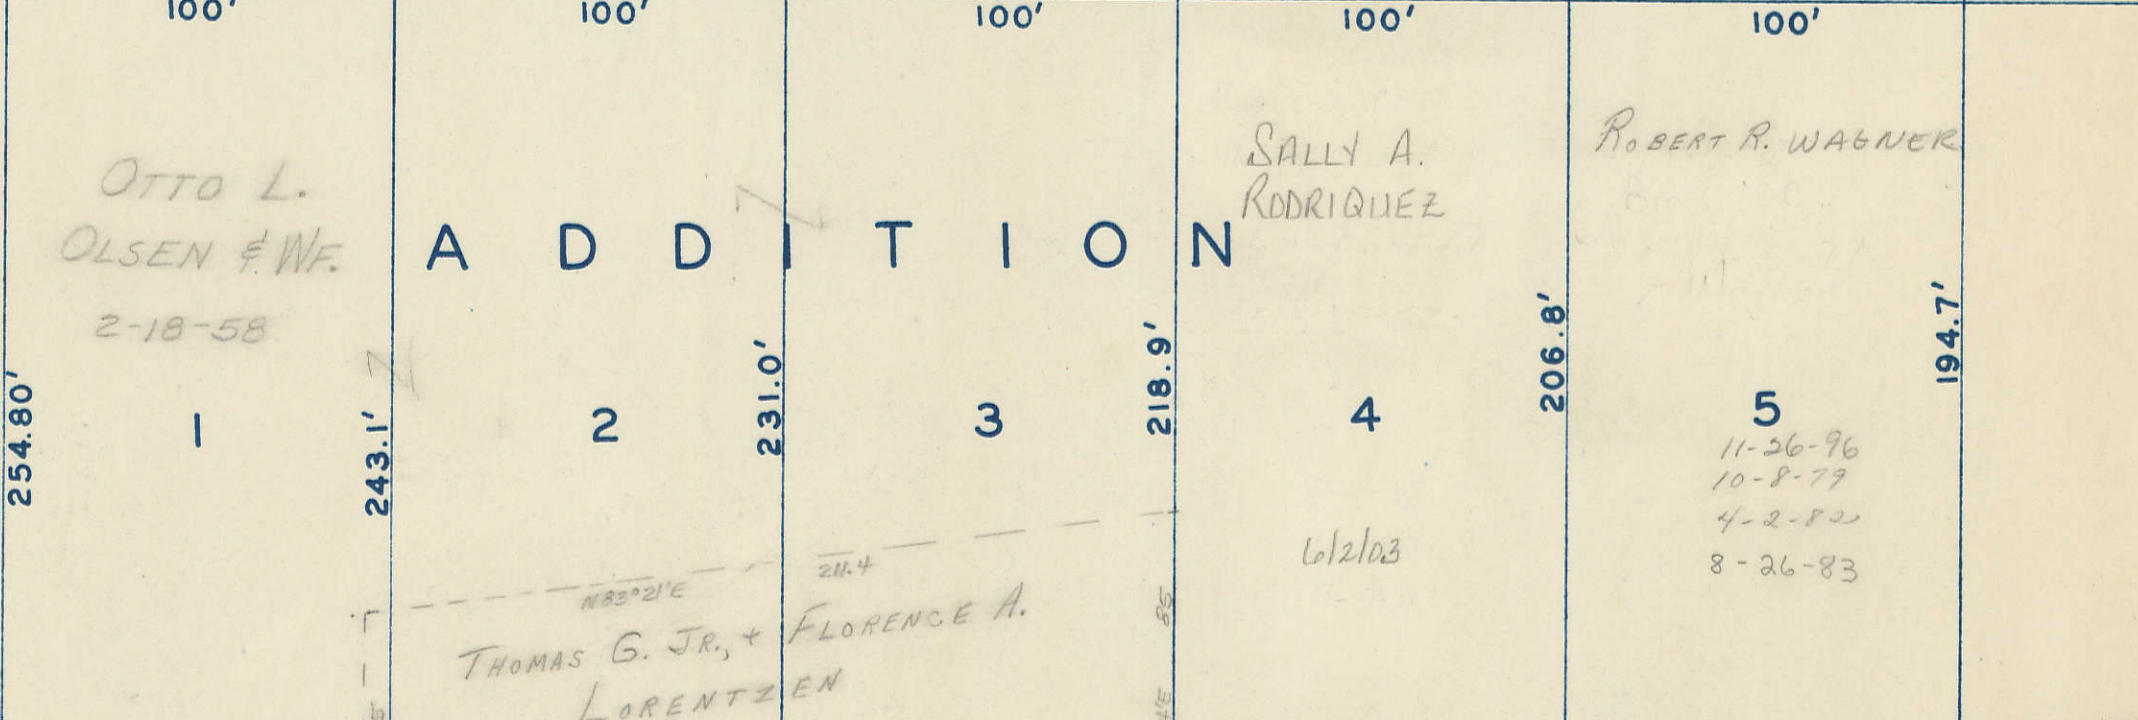 100' 100' 100' 100' 100'
OTTO L.
OLSEN & WF.
2-18-58
SALLY A.
RODRIQUEZ
ROBERT R. WAGNER
ADDITION
254.80'
243.1'
231.0'
218.9'
206.8'
194.7'
1 2 3 4 5
11-26-96
10-8-79
4-2-82
8-26-83
6/2/03
N83°21'E
211.4
THOMAS G. JR., + FLORENCE A.
LORENTZEN
85